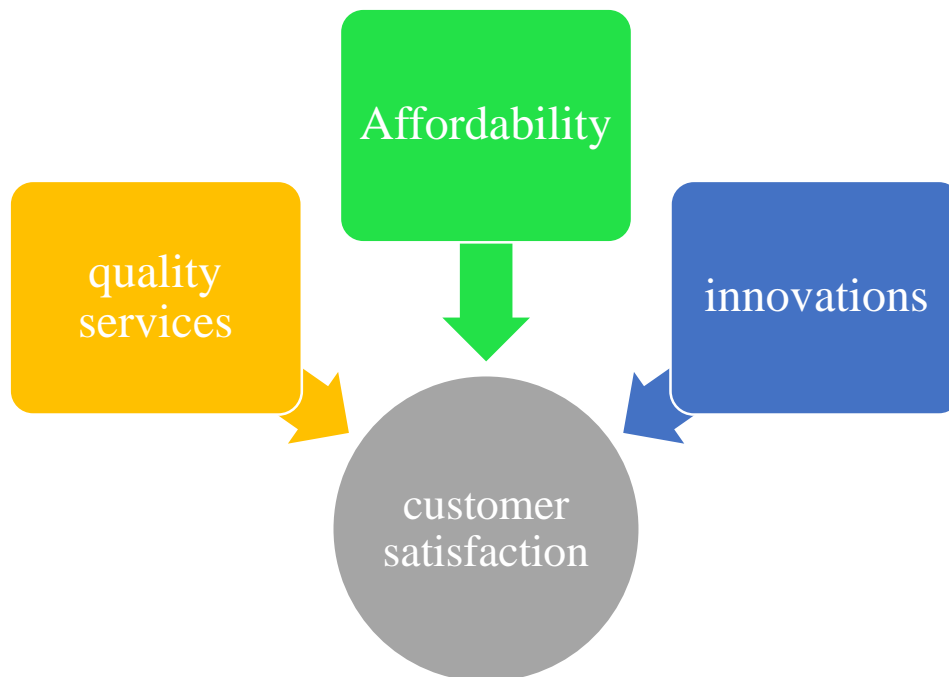 Affordability
quality
services
innovations
customer
satisfaction